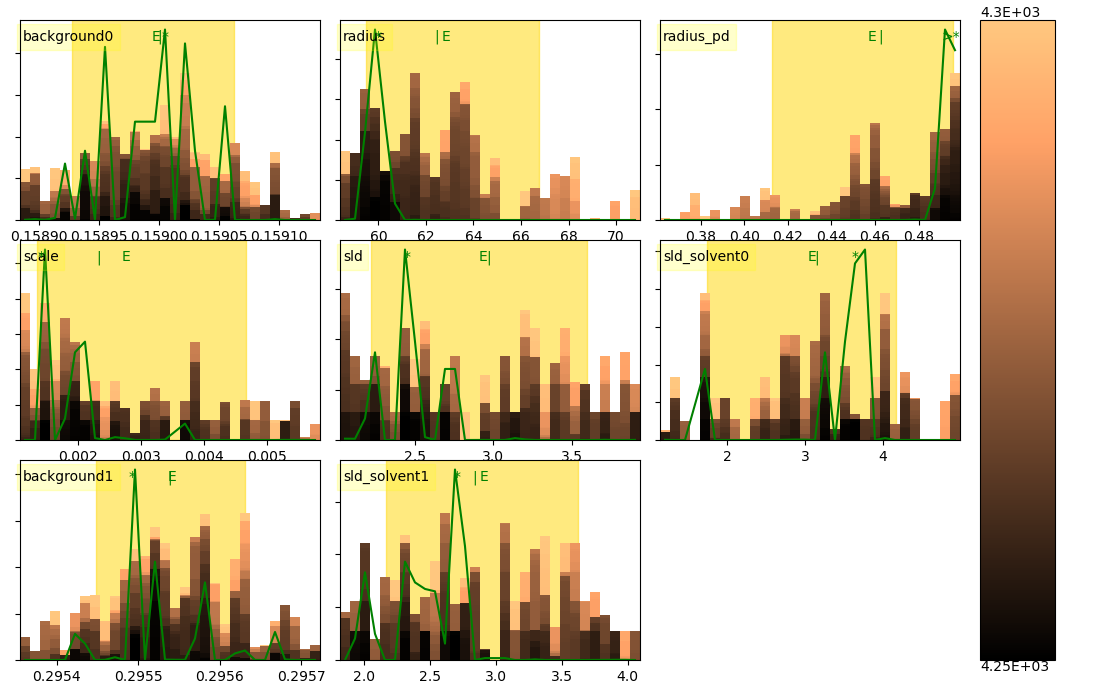 background0 E|*
radius * | E
radius_pd E | >*
4.3E+03
0.15890 0.15895 0.15900 0.15905 0.15910
60 62 64 66 68 70
0.38 0.40 0.42 0.44 0.46 0.48
scale * | E
sld * E|
sld_solvent0 E| *
0.002 0.003 0.004 0.005
2.5 3.0 3.5
2 3 4
background1 * |E
sld_solvent1 * | E
0.2954 0.2955 0.2956 0.2957
2.0 2.5 3.0 3.5 4.0
4.25E+03